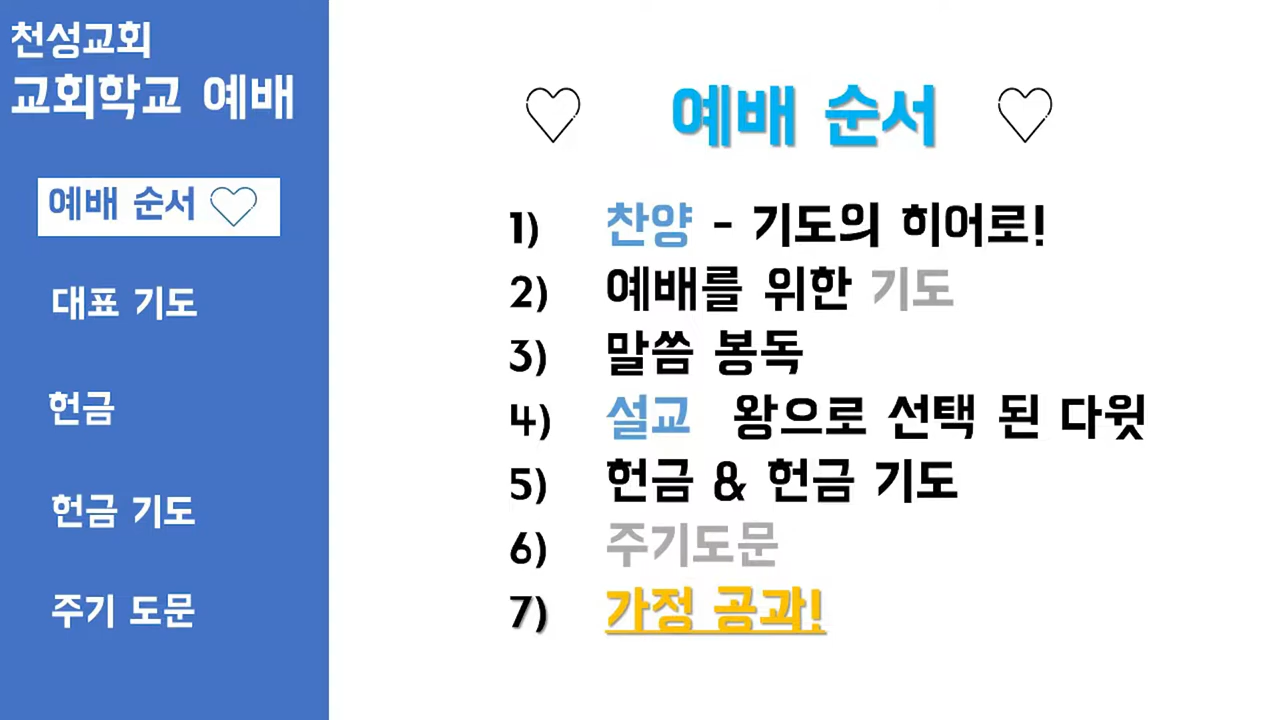 천성교회
교회학교 예배
예배 순서
대표 기도
헌금
헌금 기도
주기 도문
예배 순서
1) 찬양 - 기도의 히어로!
2) 예배를 위한 기도
3) 말씀 봉독
4) 설교 왕으로 선택 된 다윗
5) 헌금 & 헌금 기도
6) 주기도문
7) 가정 공과!